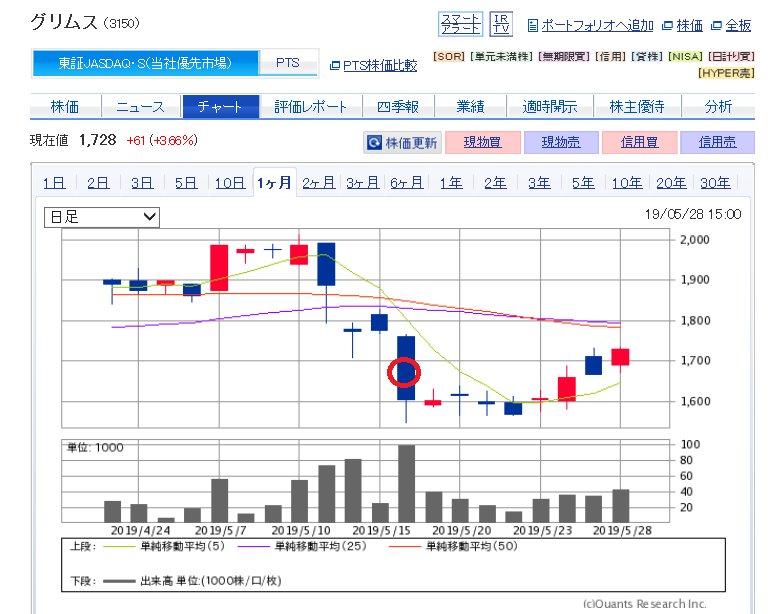 グリムス (3150)
スマートアラート
IRTV
ポートフォリオへ追加
株価
全板
東証JASDAQ・S(当社優先市場)
PTS
PTS株価比較
[SOR] [単元未満株] [無期限変] [信用] [貸株] [NISA] [日計り変]
[HYPER売]
株価 ニュース チャート 評価レポート 四季報 業績 適時開示 株主優待 分析
現在値 1,728 +61 (+3.66%)
株価更新 現物買 現物売 信用買 信用売
1日 2日 3日 5日 10日 1ヶ月 2ヶ月 3ヶ月 6ヶ月 1年 2年 3年 5年 10年 20年 30年
日足
19/05/28 15:00
2,000
1,900
1,800
1,700
1,600
単位: 1000
100
80
60
40
20
2019/4/24 2019/5/7 2019/5/10 2019/5/15 2019/5/20 2019/5/23 2019/5/28
上段: 単純移動平均(5) 単純移動平均(25) 単純移動平均(50)
下段: 出来高 単位:(1000株/口/枚)
(c)Quants Research Inc.